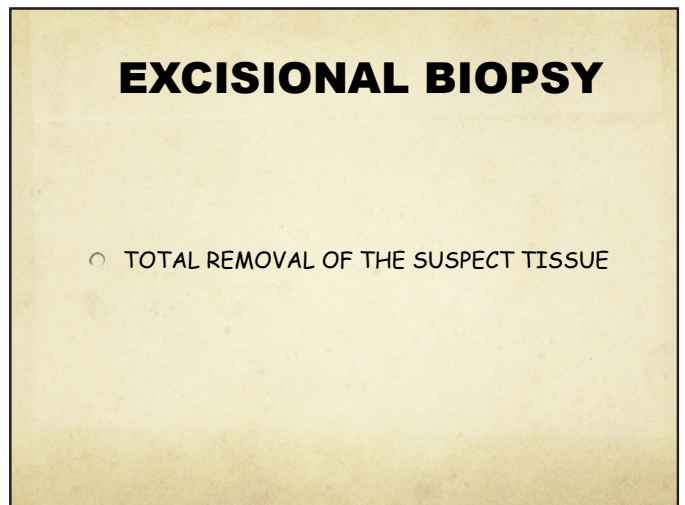 EXCISIONAL BIOPSY
TOTAL REMOVAL OF THE SUSPECT TISSUE